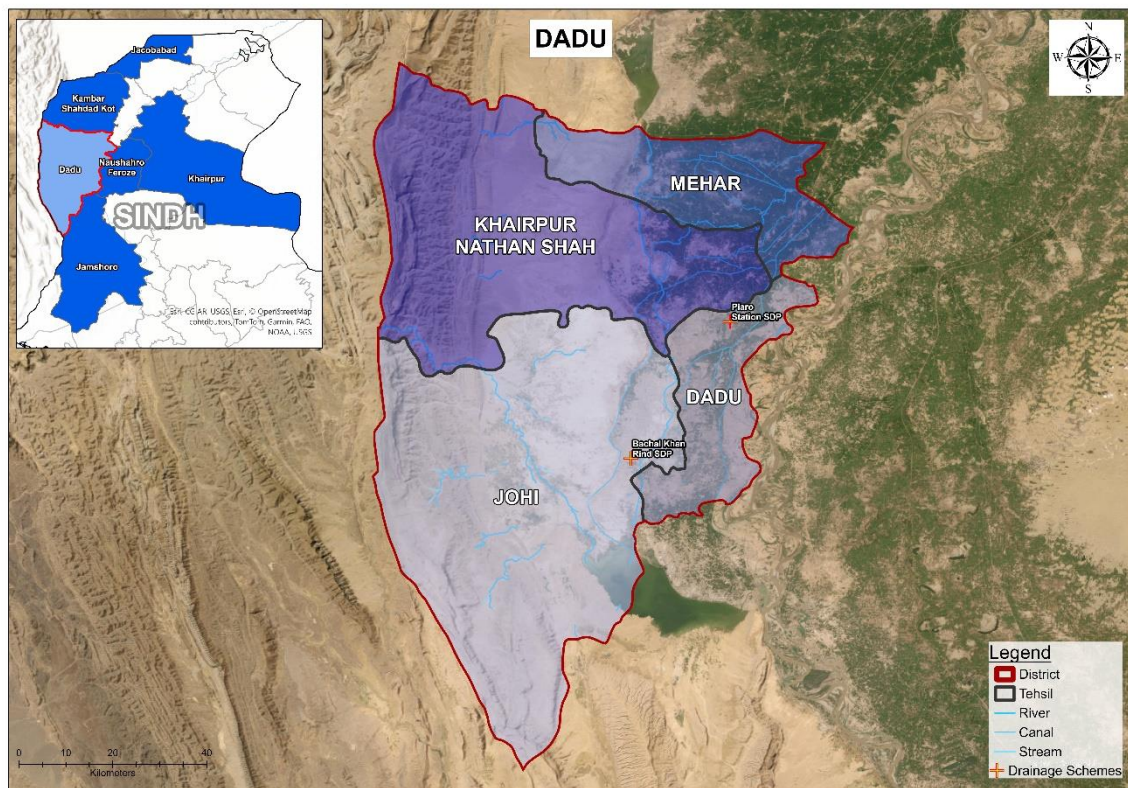 DADU
Jacobabad
Kambar
Shahdad Kot
Dadu
Naushahro
Feroze
Khairpur
SINDH
Jamshoro
Esri, CGIAR, USGS, Esri, © OpenStreetMap
contributors, TomTom, Garmin, FAO,
NOAA, USGS
N
W
E
S
MEHAR
KHAIRPUR
NATHAN SHAH
Piaro
Station SDP
DADU
Bachal Khan
Rind SDP
JOHI
Legend
District
Tehsil
River
Canal
Stream
Drainage Schemes
0 10 20 40
Kilomotors